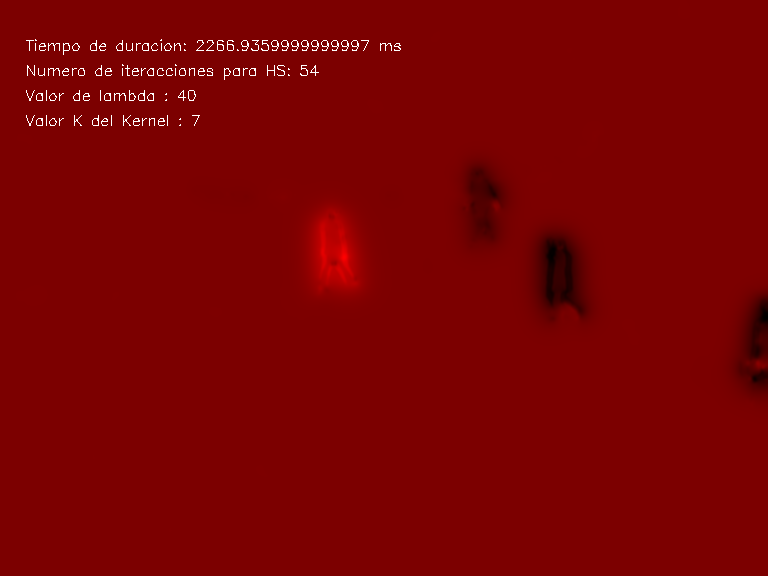 Tiempo de duracion: 2266.9359999999997 ms
Numero de iteracciones para HS: 54
Valor de lambda : 40
Valor K del Kernel : 7